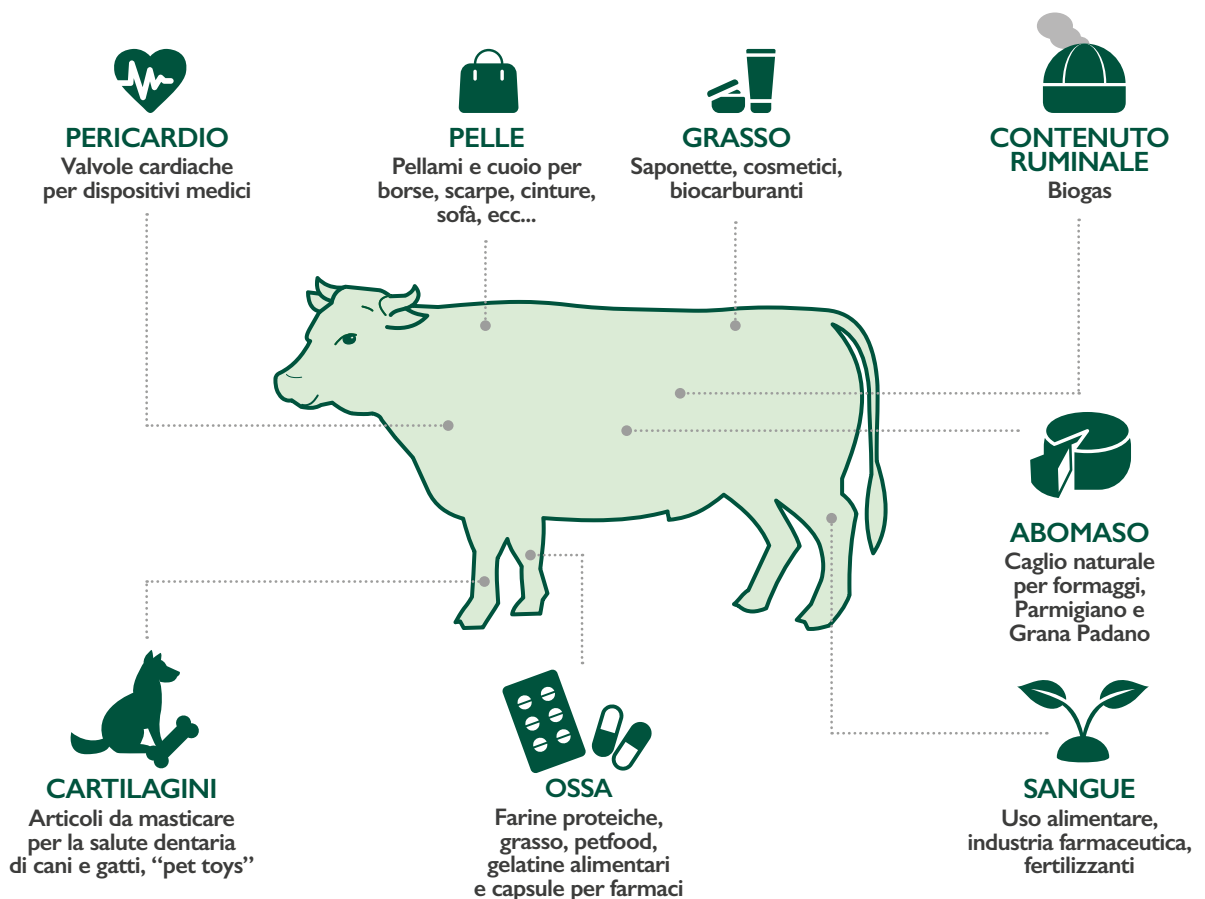 PERICARDIO
Valvole cardiache
per dispositivi medici
PELLE
Pellami e cuoio per
borse, scarpe, cinture,
sofà, ecc...
GRASSO
Saponette, cosmetici,
biocarburanti
CONTENUTO
RUMINALE
Biogas
ABOMASO
Caglio naturale
per formaggi,
Parmigiano e
Grana Padano
CARTILAGINI
Articoli da masticare
per la salute dentaria
di cani e gatti, “pet toys”
OSSA
Farine proteiche,
grasso, petfood,
gelatine alimentari
e capsule per farmaci
SANGUE
Uso alimentare,
industria farmaceutica,
fertilizzanti